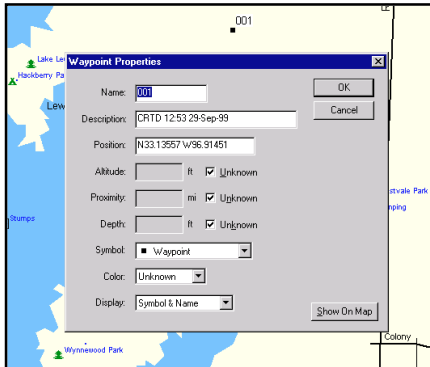 001
Lake Le
Hackberry Pa
Lew
Waypoint Properties
Name: 001
OK
Description: CRTD 12:53 29-Sep-99
Cancel
Position: N33.13557 W96.91451
Altitude: ft Unknown
Proximity: mi Unknown
Depth: ft Unknown
Symbol: Waypoint
Color: Unknown
Display: Symbol & Name
Show On Map
stvale Park
nping
Stumps
Colony
Wynnewood Park